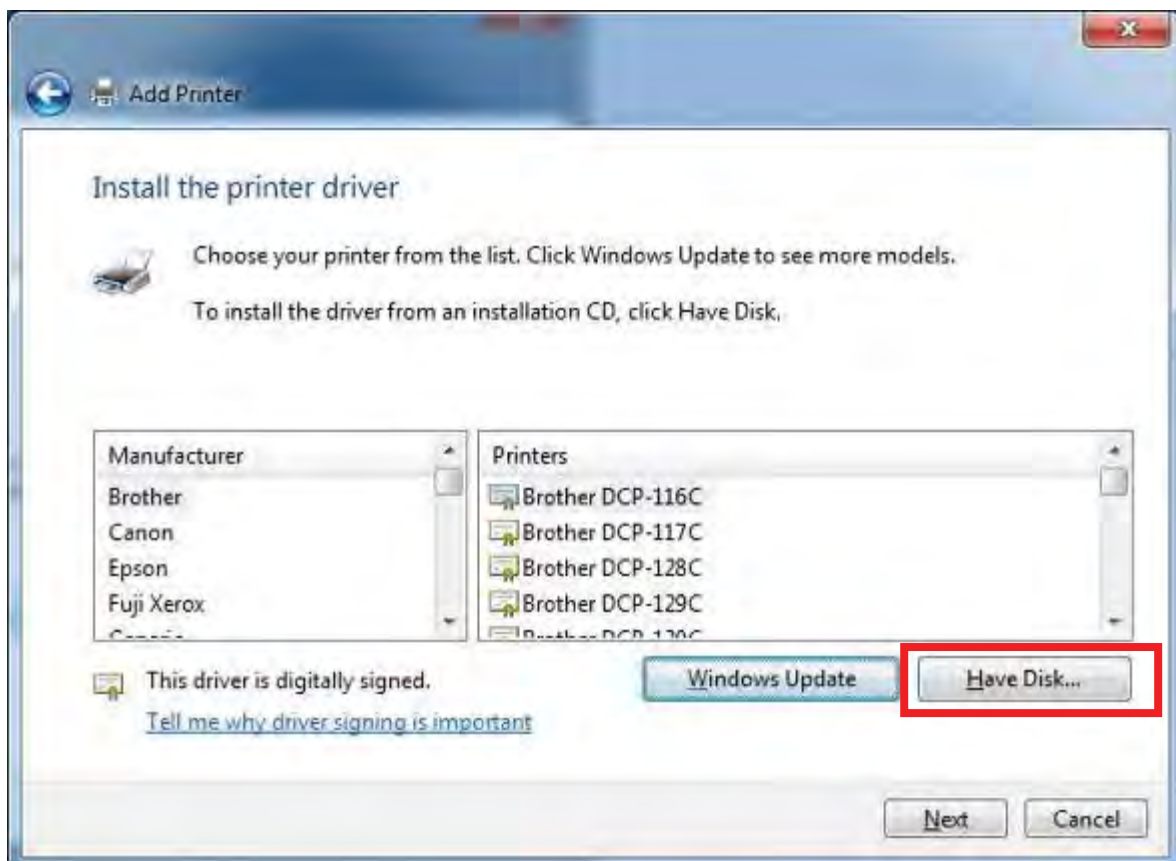 Add Printer
Install the printer driver
Choose your printer from the list. Click Windows Update to see more models.
To install the driver from an installation CD, click Have Disk.
Manufacturer
Brother
Canon
Epson
Fuji Xerox
Printers
Brother DCP-116C
Brother DCP-117C
Brother DCP-128C
Brother DCP-129C
This driver is digitally signed.
Tell me why driver signing is important
Windows Update
Have Disk...
Next
Cancel